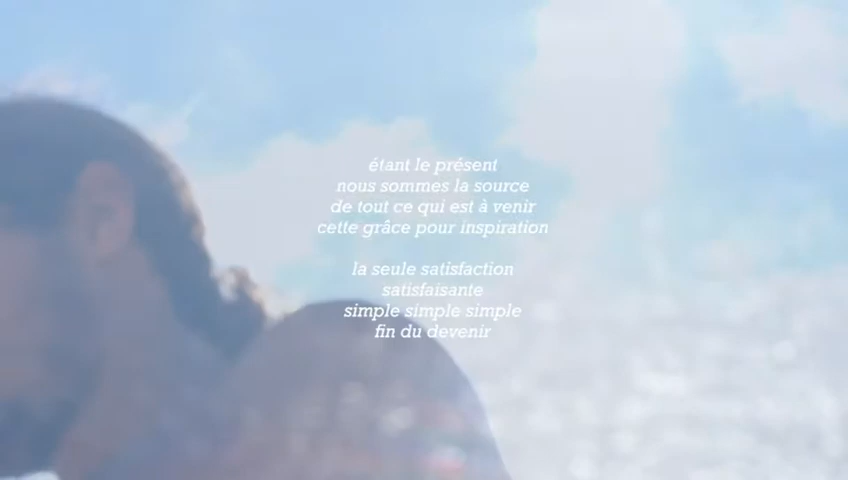 étant le présent
nous sommes la source
de tout ce qui est à venir
cette grâce pour inspiration
la seule satisfaction
satisfaisante
simple simple simple
fin du devenir